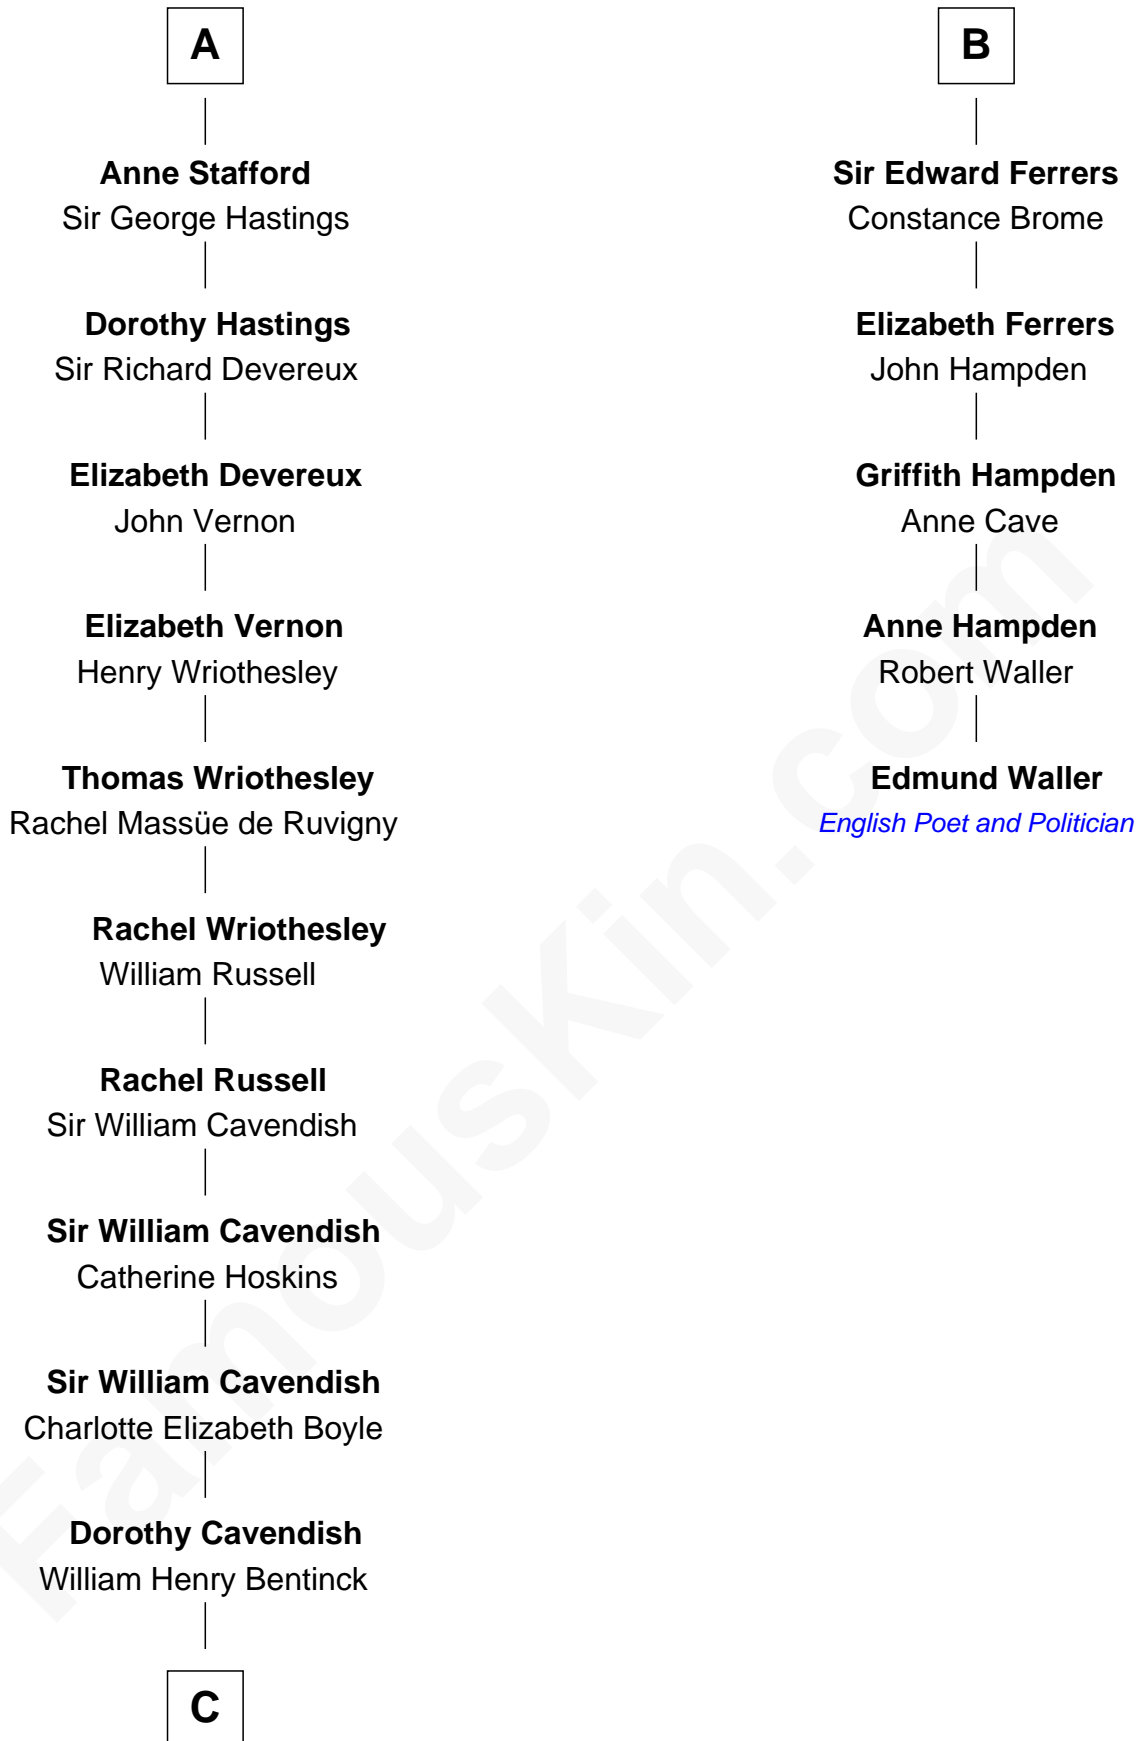 A
Anne Stafford
Sir George Hastings
Dorothy Hastings
Sir Richard Devereux
Elizabeth Devereux
John Vernon
Elizabeth Vernon
Henry Wriothesley
Thomas Wriothesley
Rachel Massüe de Ruvigny
Rachel Wriothesley
William Russell
Rachel Russell
Sir William Cavendish
Sir William Cavendish
Catherine Hoskins
Sir William Cavendish
Charlotte Elizabeth Boyle
Dorothy Cavendish
William Henry Bentinck
C
B
Sir Edward Ferrers
Constance Brome
Elizabeth Ferrers
John Hampden
Griffith Hampden
Anne Cave
Anne Hampden
Robert Waller
Edmund Waller
English Poet and Politician
FamousKin.com